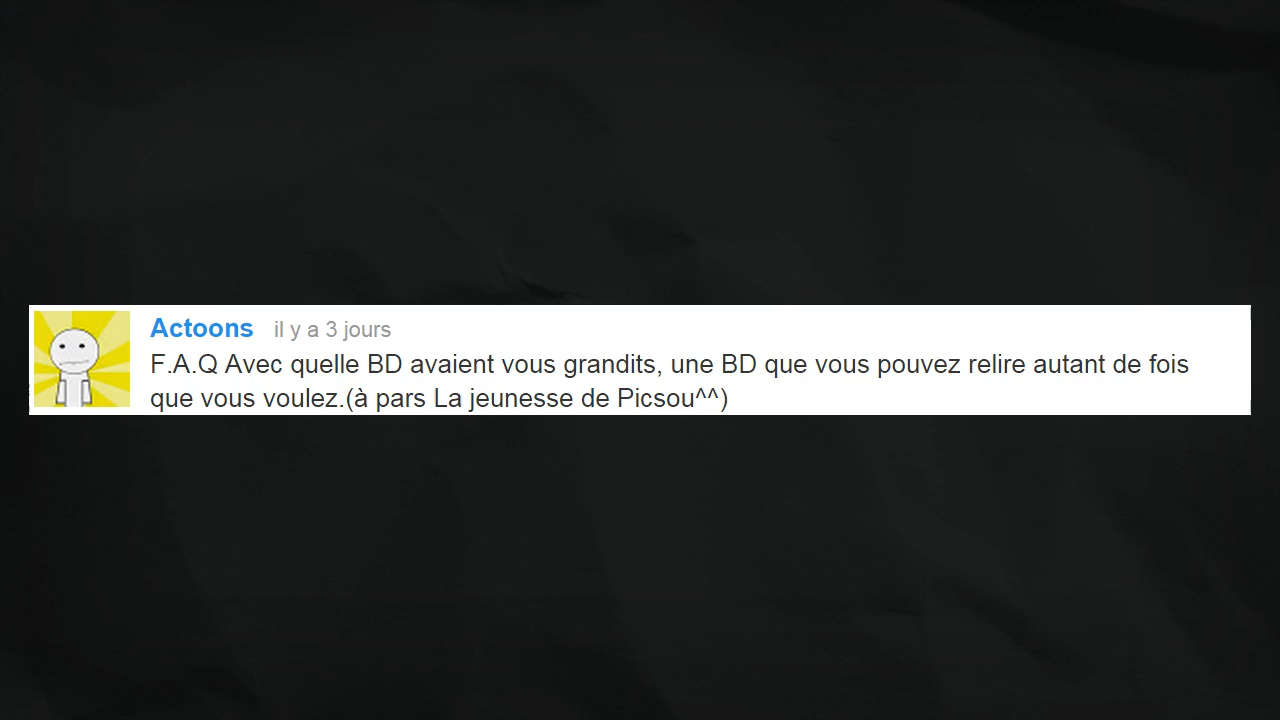 Actoons il y a 3 jours
F.A.Q Avec quelle BD avaient vous grandits, une BD que vous pouvez relire autant de fois
que vous voulez.(à pars La jeunesse de Picsou^^)